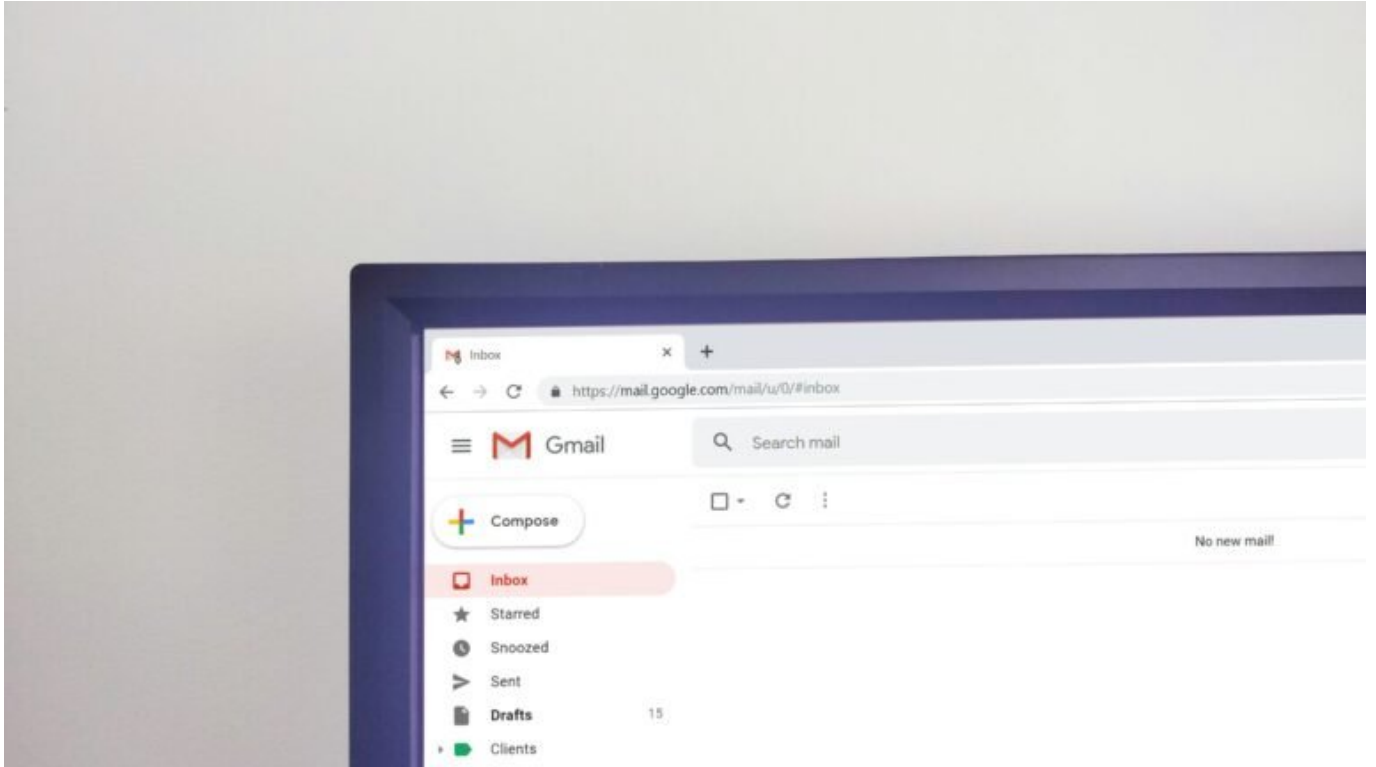 Inbox
https://mail.google.com/mail/u/0/#inbox
Gmail
Search mail
Compose
No new mail!
Inbox
Starred
Snoozed
Sent
Drafts 15
Clients